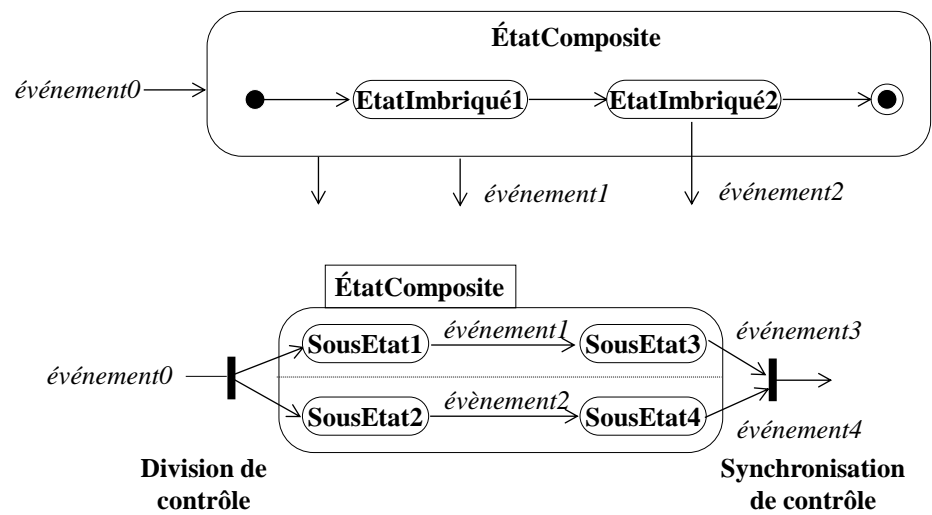 ÉtatComposite
événement0
EtatImbriqué1
EtatImbriqué2
événement1
événement2
ÉtatComposite
événement0
SousEtat1
événement1
SousEtat3
événement3
SousEtat2
évènement2
SousEtat4
événement4
Division de
contrôle
Synchronisation
de contrôle